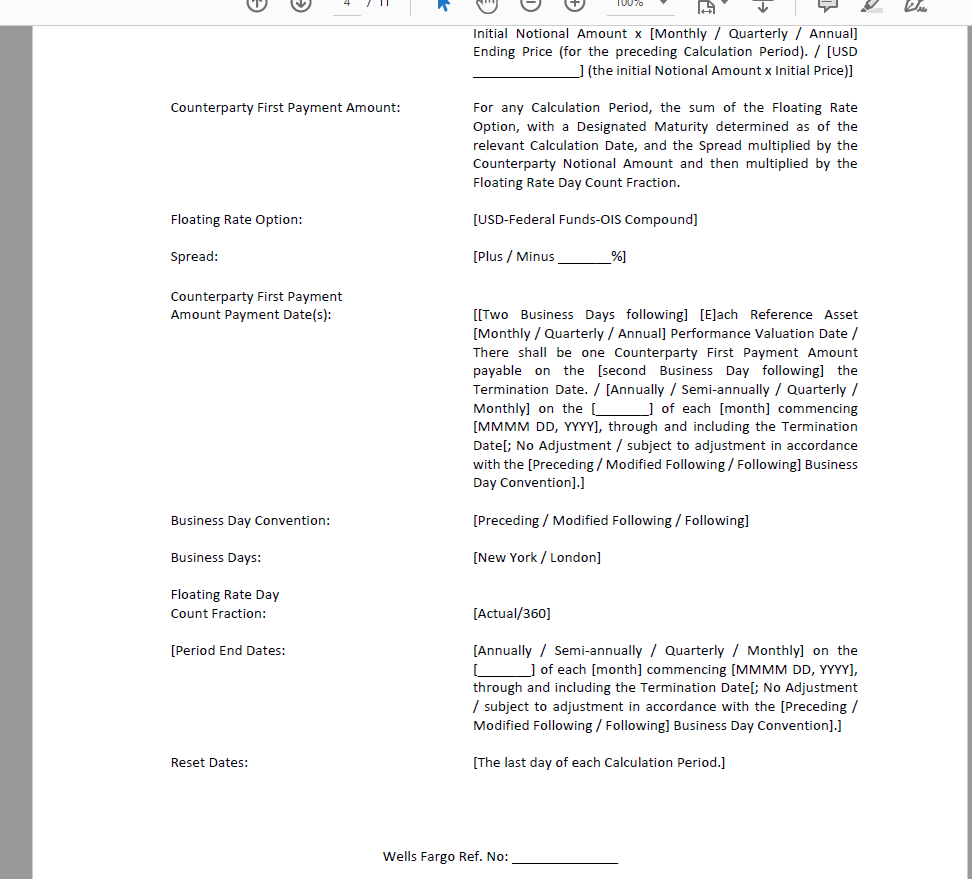 4 / 11
100%
Initial Notional Amount x [Monthly / Quarterly / Annual]
Ending Price (for the preceding Calculation Period). / [USD
______________] (the initial Notional Amount x Initial Price)]
Counterparty First Payment Amount:
For any Calculation Period, the sum of the Floating Rate
Option, with a Designated Maturity determined as of the
relevant Calculation Date, and the Spread multiplied by the
Counterparty Notional Amount and then multiplied by the
Floating Rate Day Count Fraction.
Floating Rate Option:
[USD-Federal Funds-OIS Compound]
Spread:
[Plus / Minus _______%]
Counterparty First Payment
Amount Payment Date(s):
[[Two Business Days following] [E]ach Reference Asset
[Monthly / Quarterly / Annual] Performance Valuation Date /
There shall be one Counterparty First Payment Amount
payable on the [second Business Day following] the
Termination Date. / [Annually / Semi-annually / Quarterly /
Monthly] on the [_______] of each [month] commencing
[MMMM DD, YYYY], through and including the Termination
Date[; No Adjustment / subject to adjustment in accordance
with the [Preceding / Modified Following / Following] Business
Day Convention].]
Business Day Convention:
[Preceding / Modified Following / Following]
Business Days:
[New York / London]
Floating Rate Day
Count Fraction:
[Actual/360]
[Period End Dates:
[Annually / Semi-annually / Quarterly / Monthly] on the
[_______] of each [month] commencing [MMMM DD, YYYY],
through and including the Termination Date[; No Adjustment
/ subject to adjustment in accordance with the [Preceding /
Modified Following / Following] Business Day Convention].]
Reset Dates:
[The last day of each Calculation Period.]
Wells Fargo Ref. No: ______________